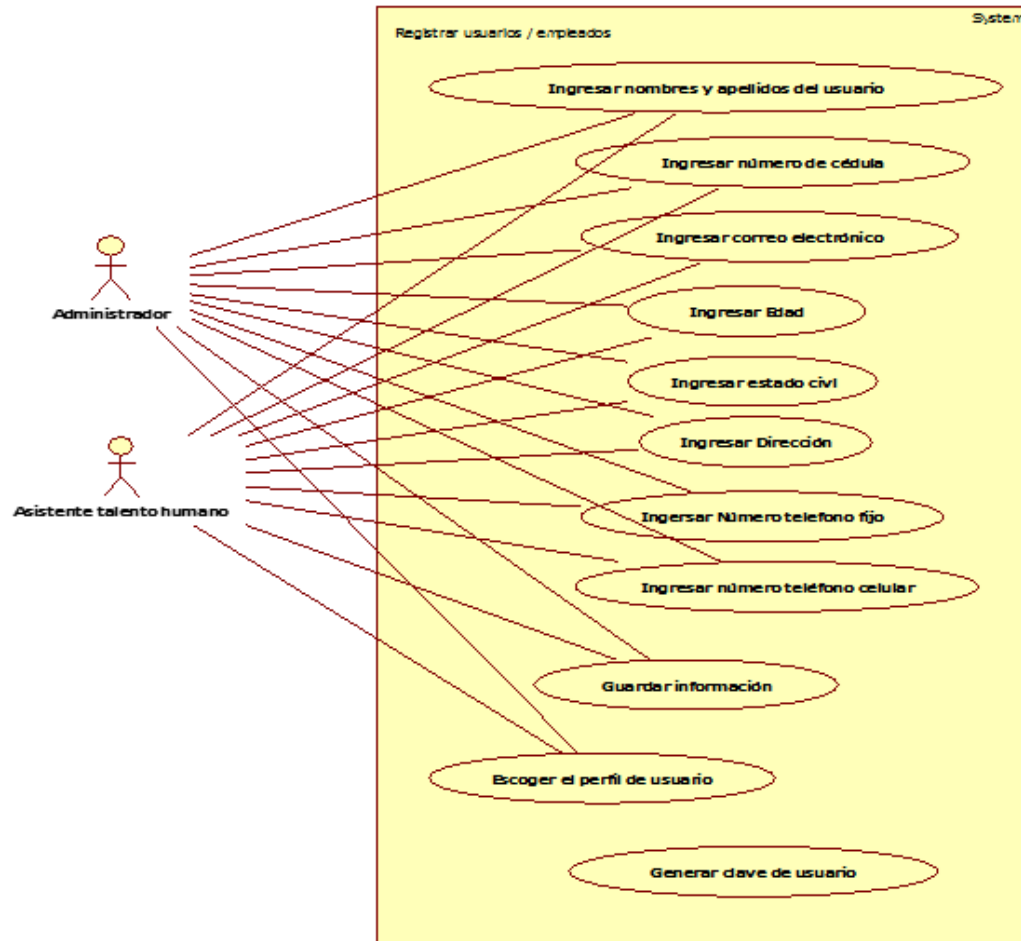 System
Registrar usuarios / empleados
Ingresar nombres y apellidos del usuario
Ingresar número de cédula
Ingresar correo electrónico
Ingresar Edad
Administrador
Ingresar estado civl
Ingresar Dirección
Asistente talento humano
Ingersar Número telefono fijo
Ingresar número teléfono celular
Guardar información
Escoger el perfil de usuario
Generar clave de usuario